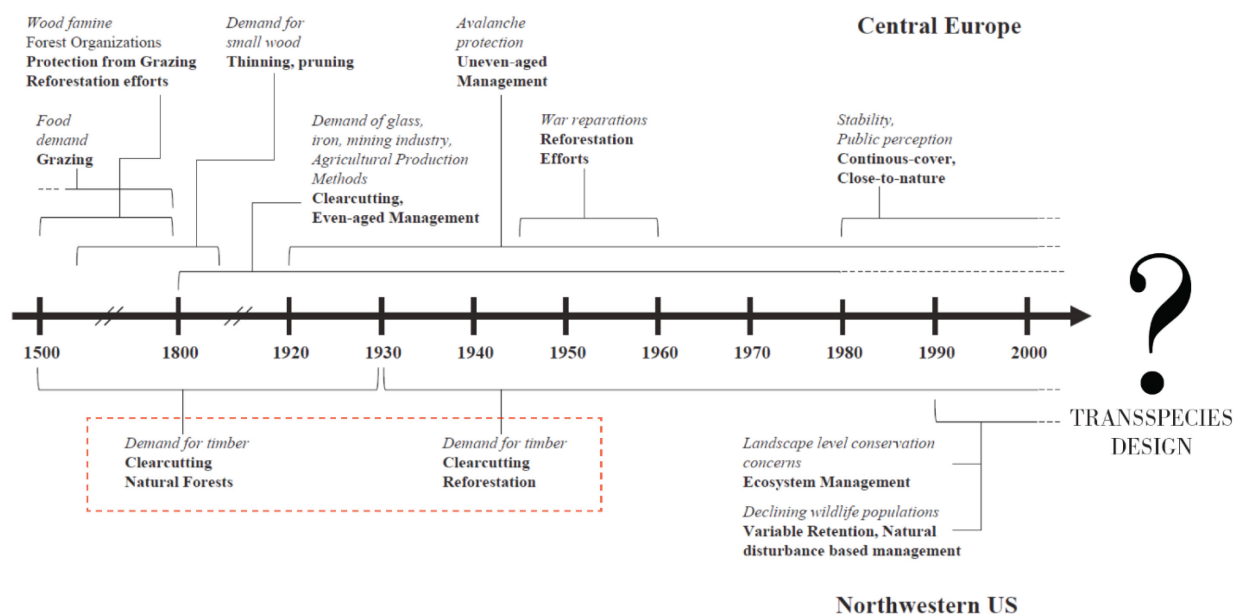 Central Europe
Wood famine
Forest Organizations
Protection from Grazing
Reforestation efforts
Demand for
small wood
Thinning, pruning
Avalanche
protection
Uneven-aged
Management
Food
demand
Grazing
Demand of glass,
iron, mining industry,
Agricultural Production
Methods
Clearcutting,
Even-aged Management
War reparations
Reforestation
Efforts
Stability,
Public perception
Continous-cover,
Close-to-nature
?
1500 1800 1920 1930 1940 1950 1960 1970 1980 1990 2000
TRANSSPECIES
DESIGN
Demand for timber
Clearcutting
Natural Forests
Demand for timber
Clearcutting
Reforestation
Landscape level conservation
concerns
Ecosystem Management
Declining wildlife populations
Variable Retention, Natural
disturbance based management
Northwestern US